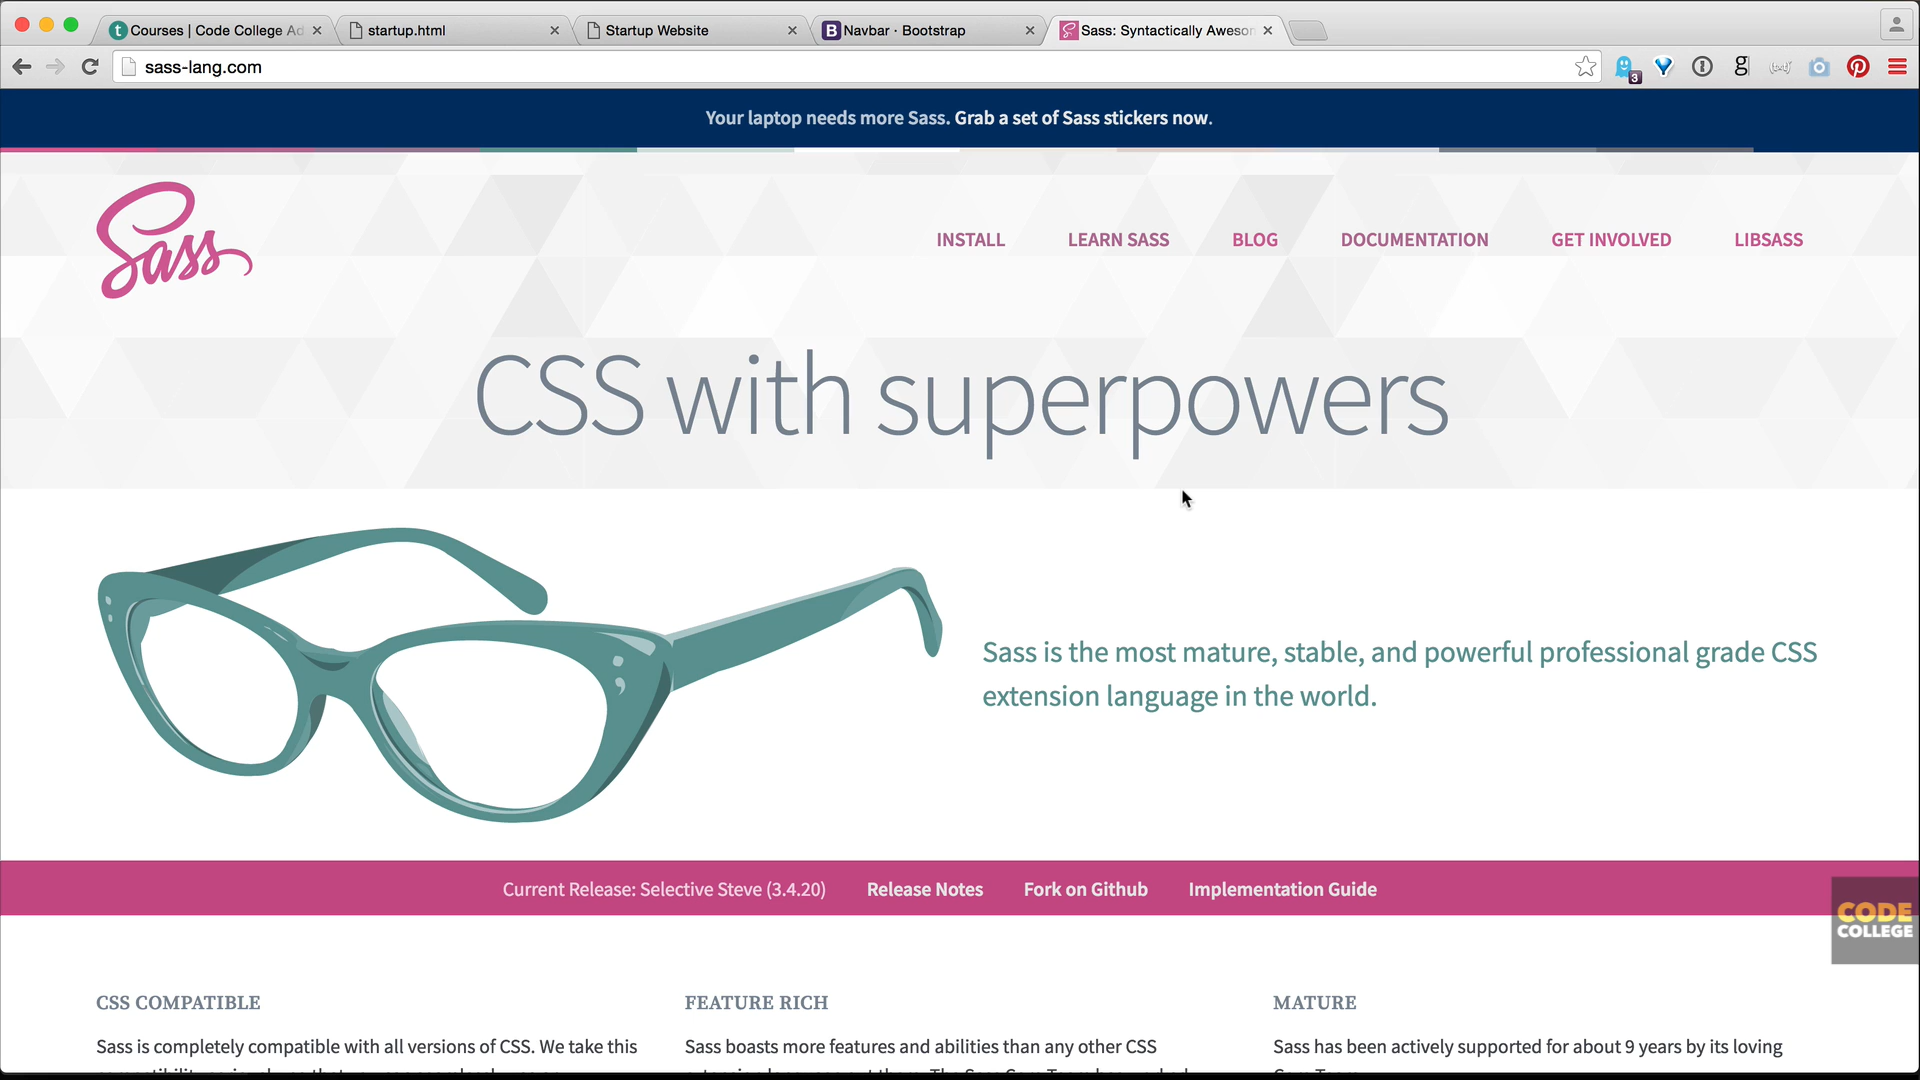 Courses | Code College Ad
startup.html
Startup Website
B Navbar · Bootstrap
Sass: Syntactically Aweson
sass-lang.com
3
Your laptop needs more Sass. Grab a set of Sass stickers now.
Sass
INSTALL
LEARN SASS
BLOG
DOCUMENTATION
GET INVOLVED
LIBSASS
CSS with superpowers
Sass is the most mature, stable, and powerful professional grade CSS
extension language in the world.
Current Release: Selective Steve (3.4.20)
Release Notes
Fork on Github
Implementation Guide
CODE
COLLEGE
CSS COMPATIBLE
FEATURE RICH
MATURE
Sass is completely compatible with all versions of CSS. We take this
Sass boasts more features and abilities than any other CSS
Sass has been actively supported for about 9 years by its loving